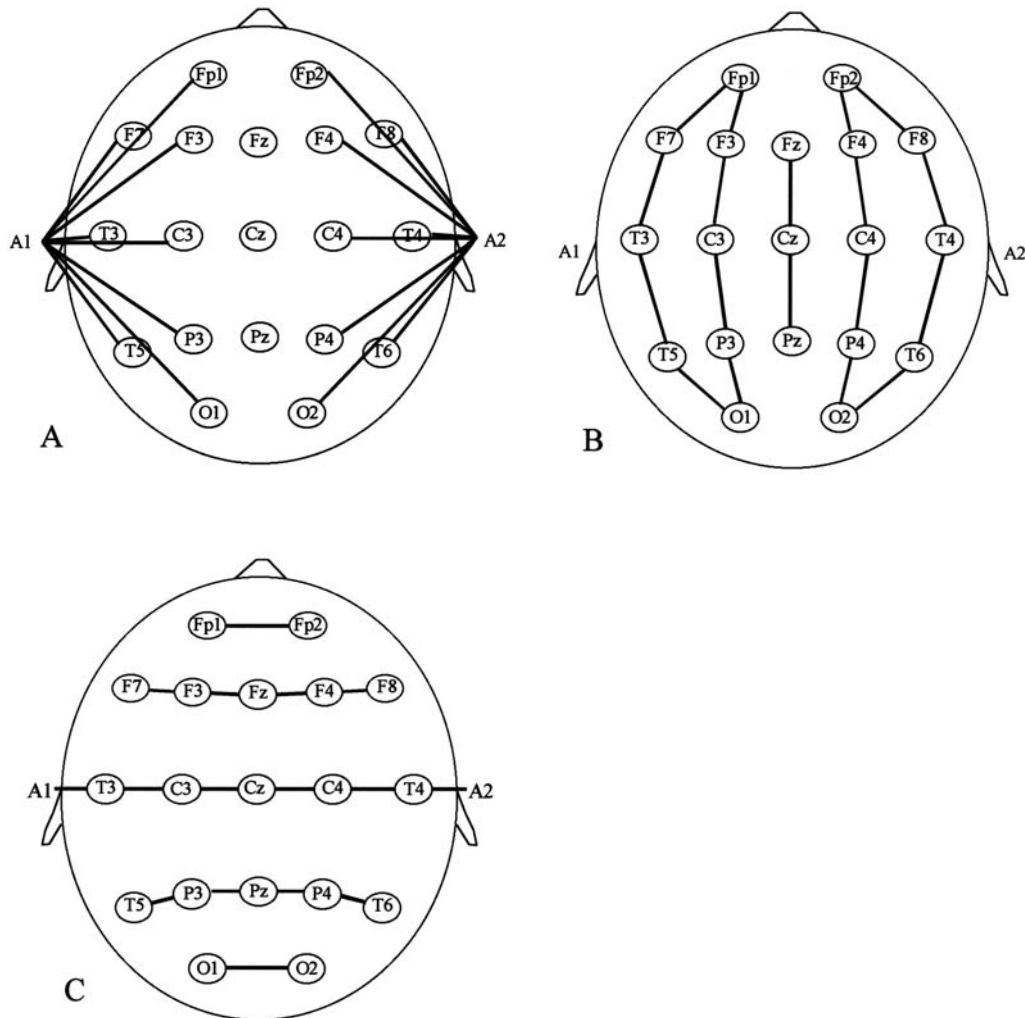 Fp1 Fp2
F7 F3 Fz F4 F8
A1 T3 C3 Cz C4 T4 A2
T5 P3 Pz P4 T6
O1 O2
A
Fp1 Fp2
F7 F3 Fz F4 F8
A1 T3 C3 Cz C4 T4 A2
T5 P3 Pz P4 T6
O1 O2
B
Fp1 Fp2
F7 F3 Fz F4 F8
A1 T3 C3 Cz C4 T4 A2
T5 P3 Pz P4 T6
O1 O2
C